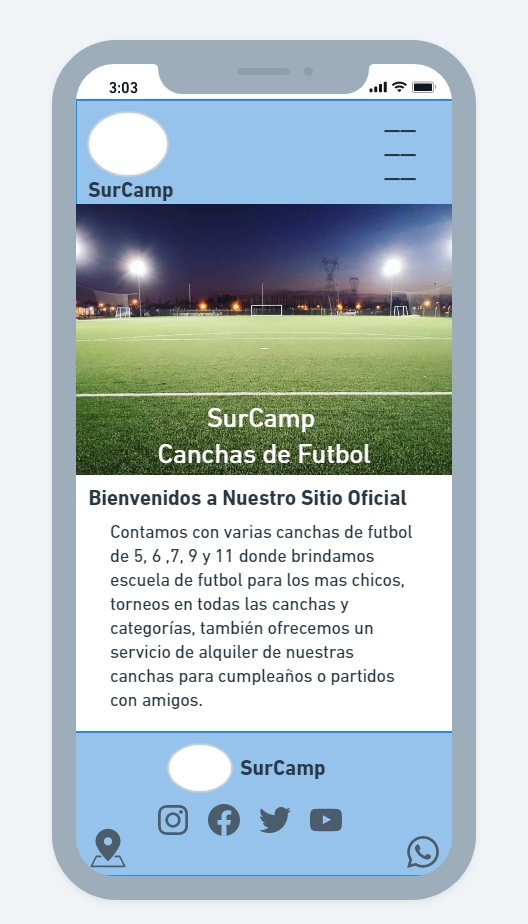 3:03
SurCamp
SurCamp
Canchas de Futbol
Bienvenidos a Nuestro Sitio Oficial
Contamos con varias canchas de futbol
de 5, 6 ,7, 9 y 11 donde brindamos
escuela de futbol para los mas chicos,
torneos en todas las canchas y
categorías, también ofrecemos un
servicio de alquiler de nuestras
canchas para cumpleaños o partidos
con amigos.
SurCamp